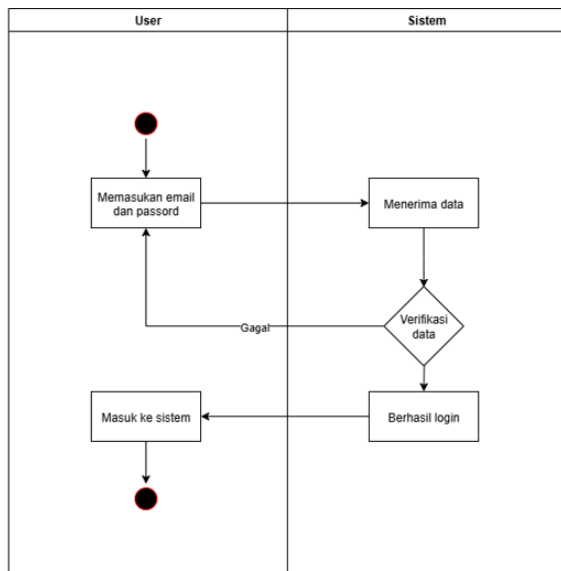 User
Sistem
Memasukan email
dan passord
Menerima data
Verifikasi
data
Gagal
Masuk ke sistem
Berhasil login